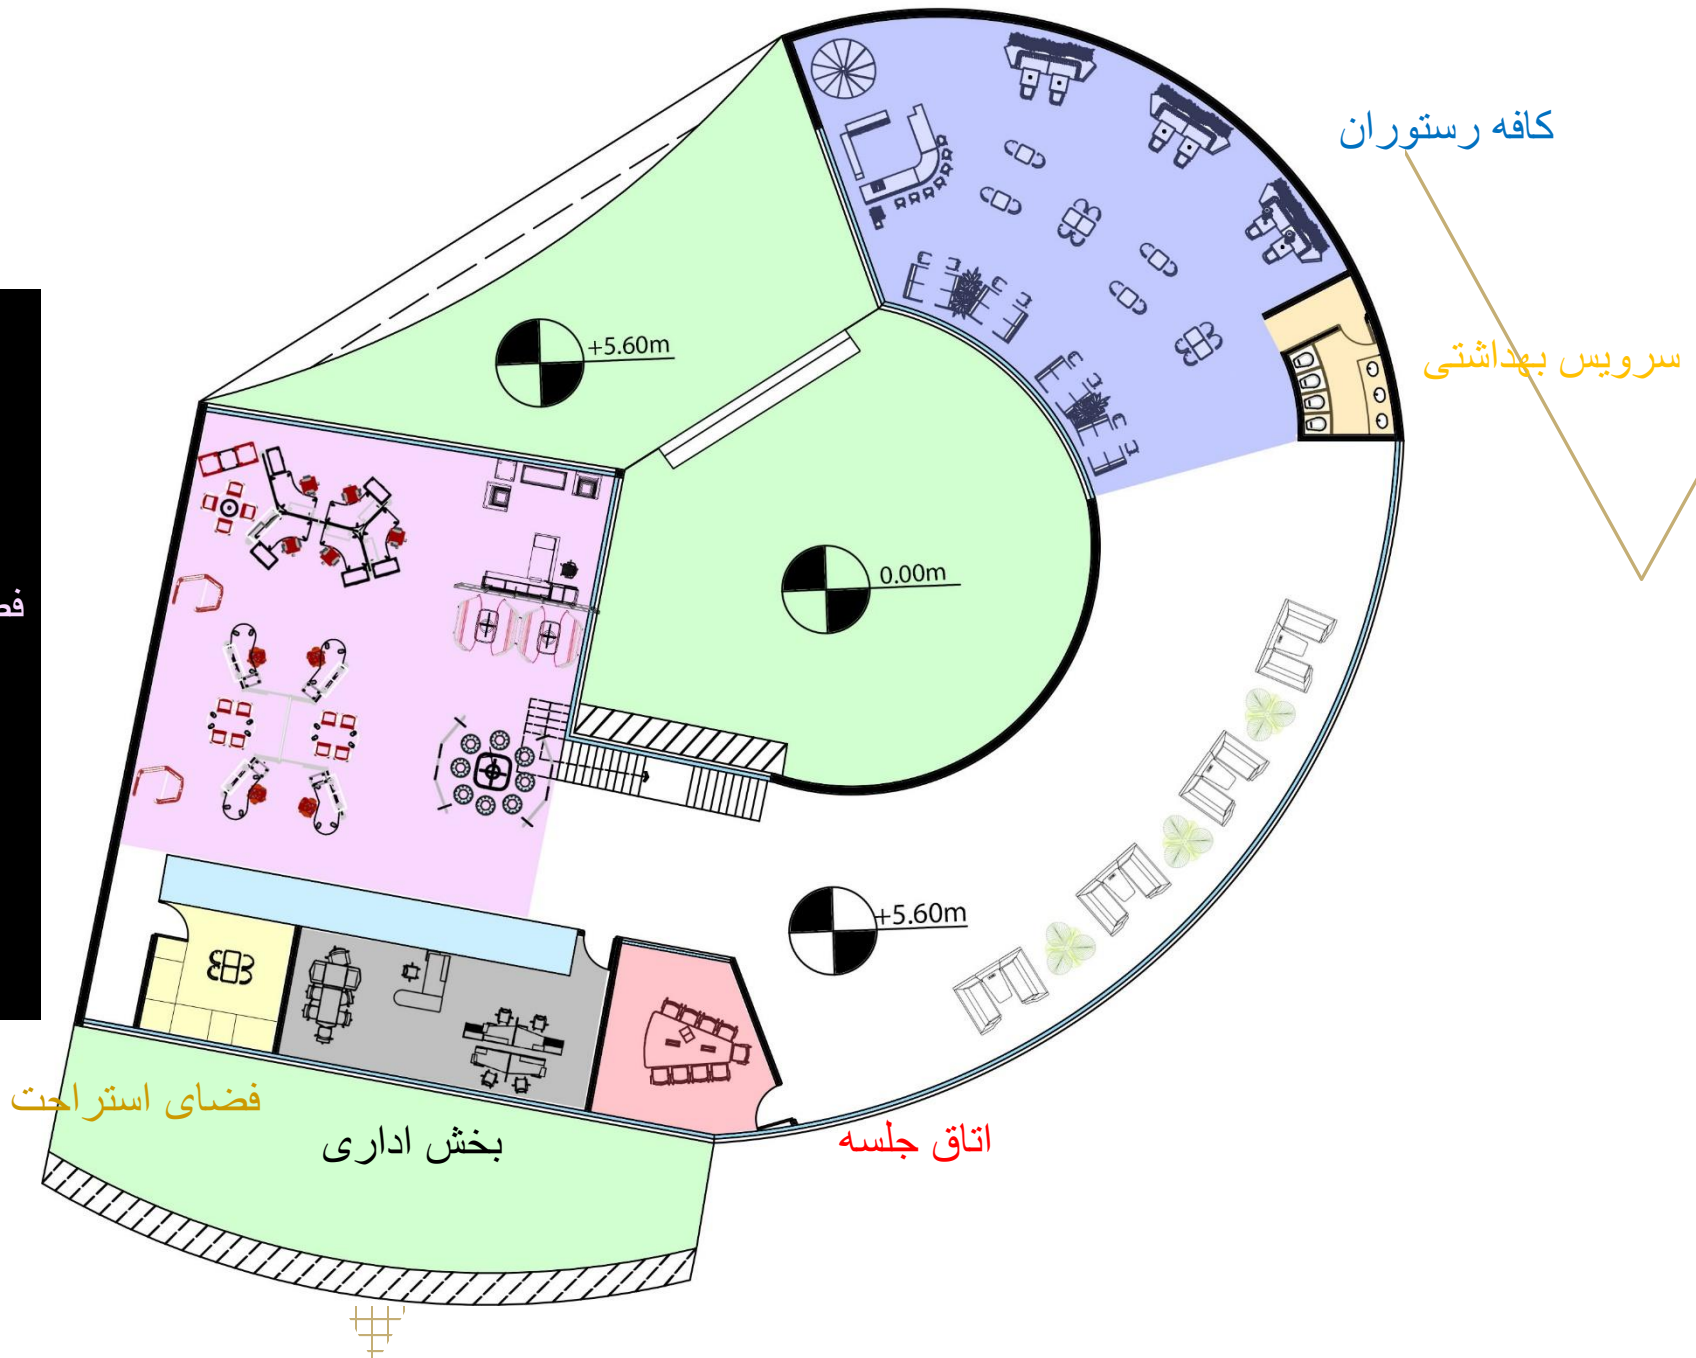 کافه رستوران
سرویس بهداشتی
+5.60m
0.00m
+5.60m
فضای استراحت
بخش اداری
اتاق جلسه